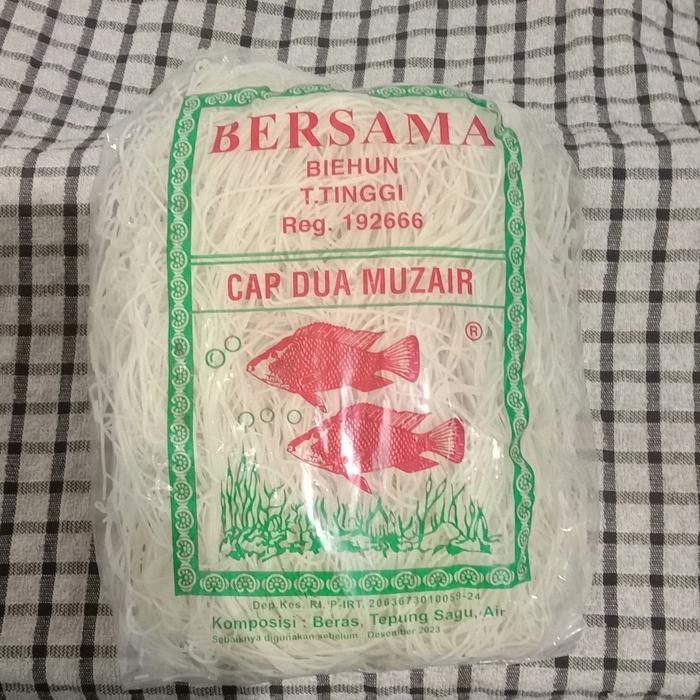 BERSAMA
BIEHUN
T.TINGGI
Reg. 192666
CAP DUA MUZAIR
®
Dep.Kes. RI. P-IRT. 2063673010059-24
Komposisi : Beras, Tepung Sagu, Air
Sebaiknya digunakan sebelum : Desember 2023